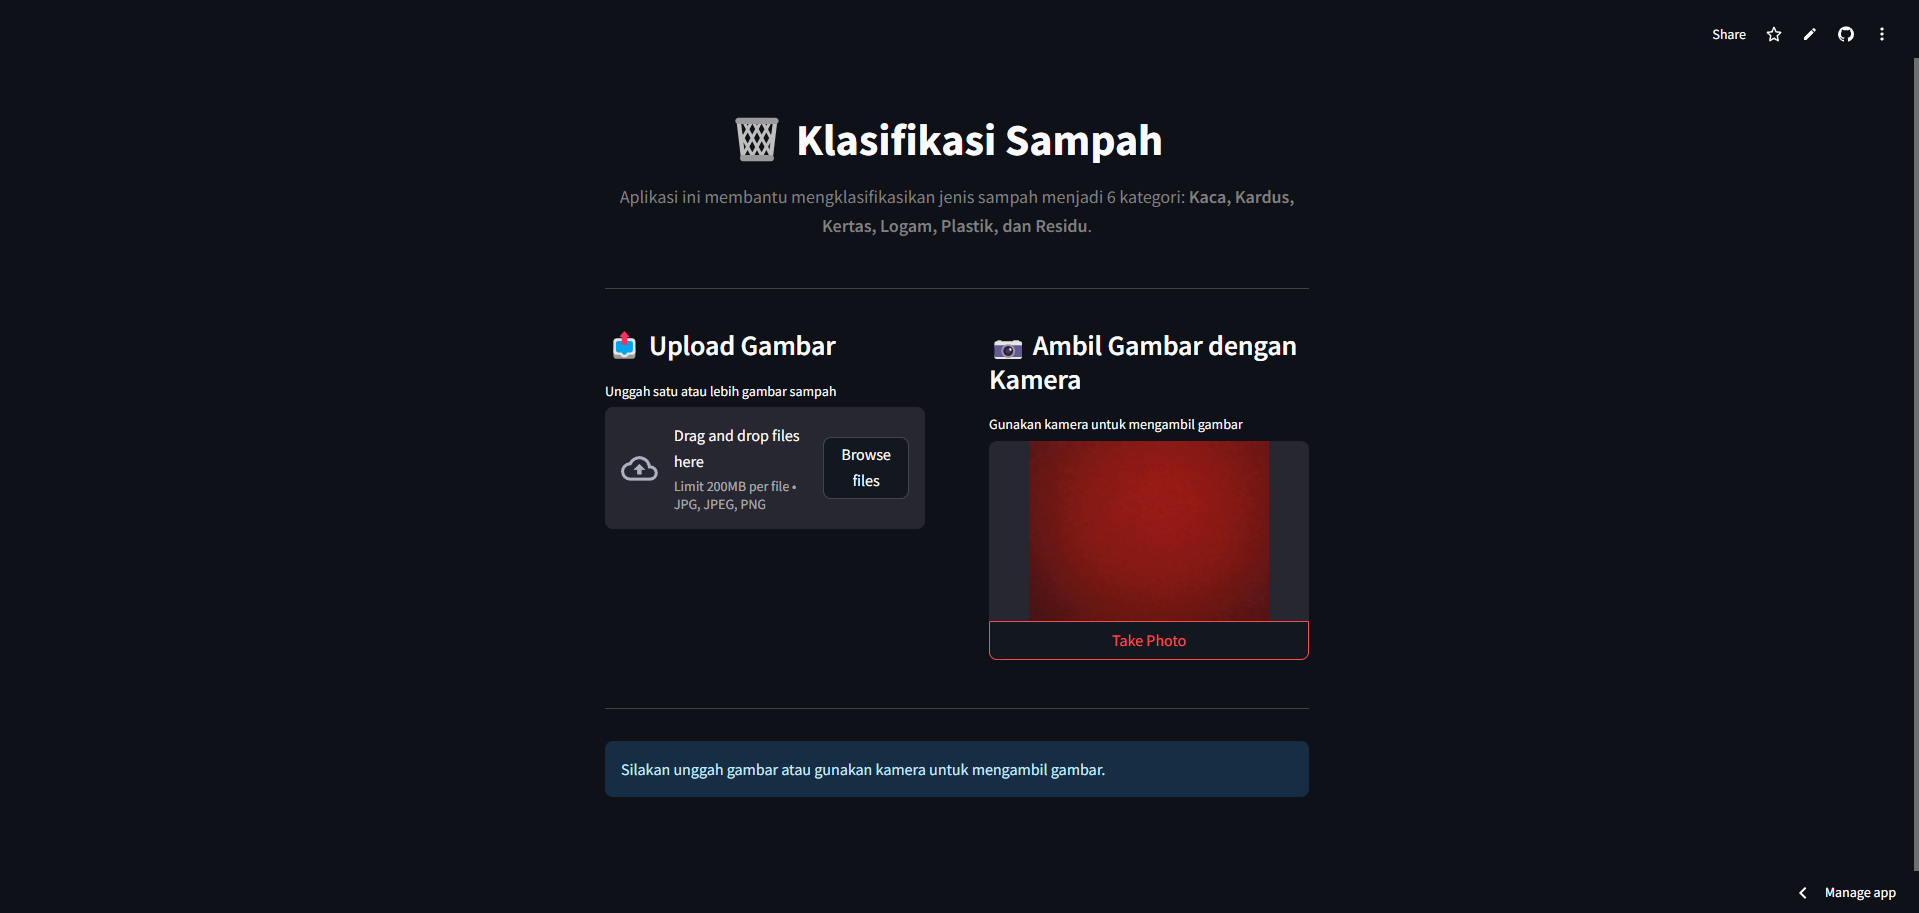 Share
Klasifikasi Sampah
Aplikasi ini membantu mengklasifikasikan jenis sampah menjadi 6 kategori: Kaca, Kardus,
Kertas, Logam, Plastik, dan Residu.
Upload Gambar
Unggah satu atau lebih gambar sampah
Drag and drop files
here
Limit 200MB per file •
JPG, JPEG, PNG
Browse
files
Ambil Gambar dengan
Kamera
Gunakan kamera untuk mengambil gambar
Take Photo
Silakan unggah gambar atau gunakan kamera untuk mengambil gambar.
Manage app